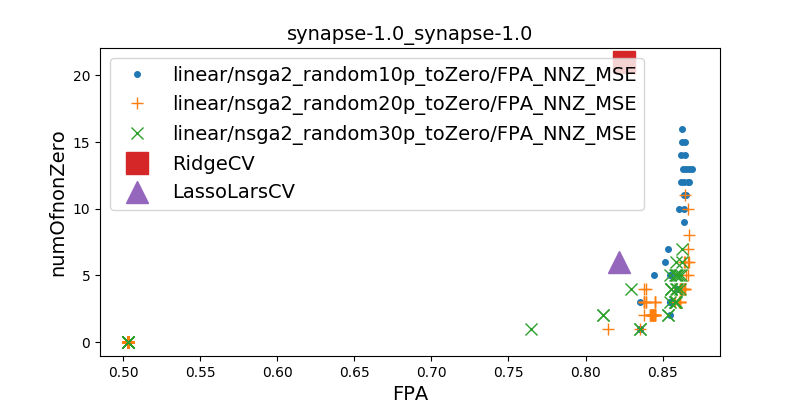 synapse-1.0_synapse-1.0
linear/nsga2_random10p_toZero/FPA_NNZ_MSE
linear/nsga2_random20p_toZero/FPA_NNZ_MSE
linear/nsga2_random30p_toZero/FPA_NNZ_MSE
RidgeCV
LassoLarsCV
numOfnonZero
20
15
10
5
0
0.50 0.55 0.60 0.65 0.70 0.75 0.80 0.85
FPA